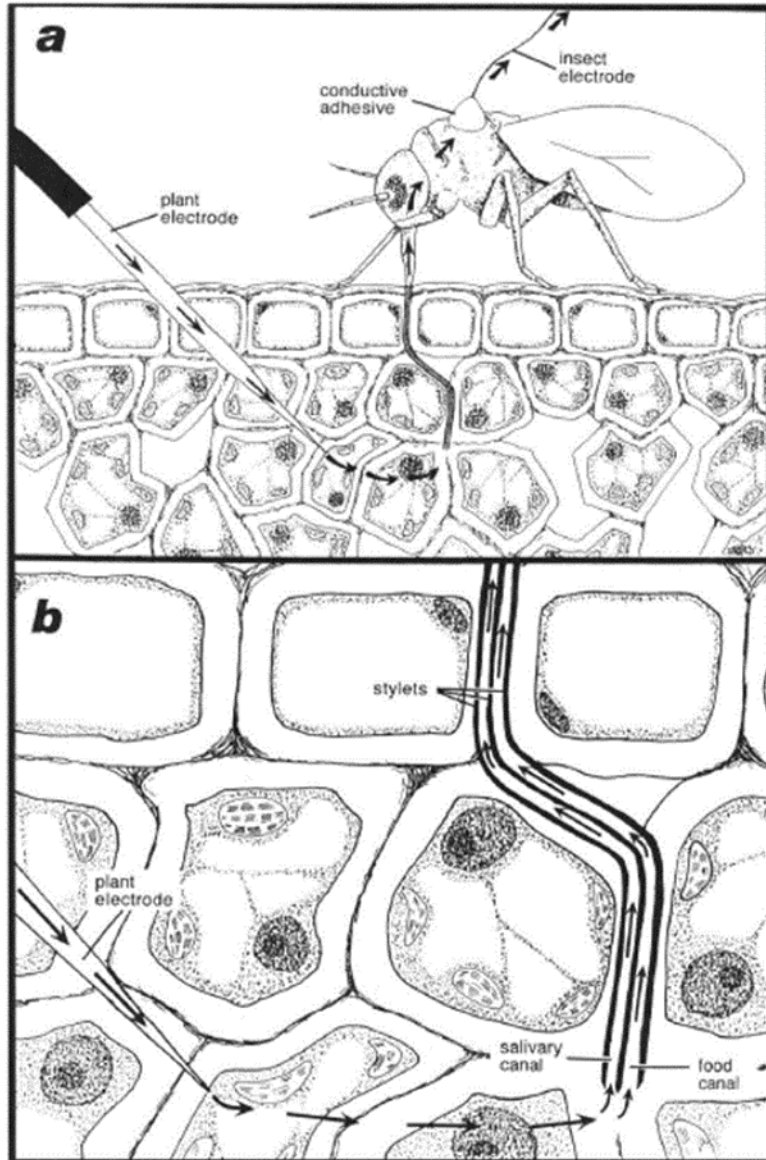 a
insect
electrode
conductive
adhesive
plant
electrode
b
stylets
plant
electrode
salivary
canal
food
canal